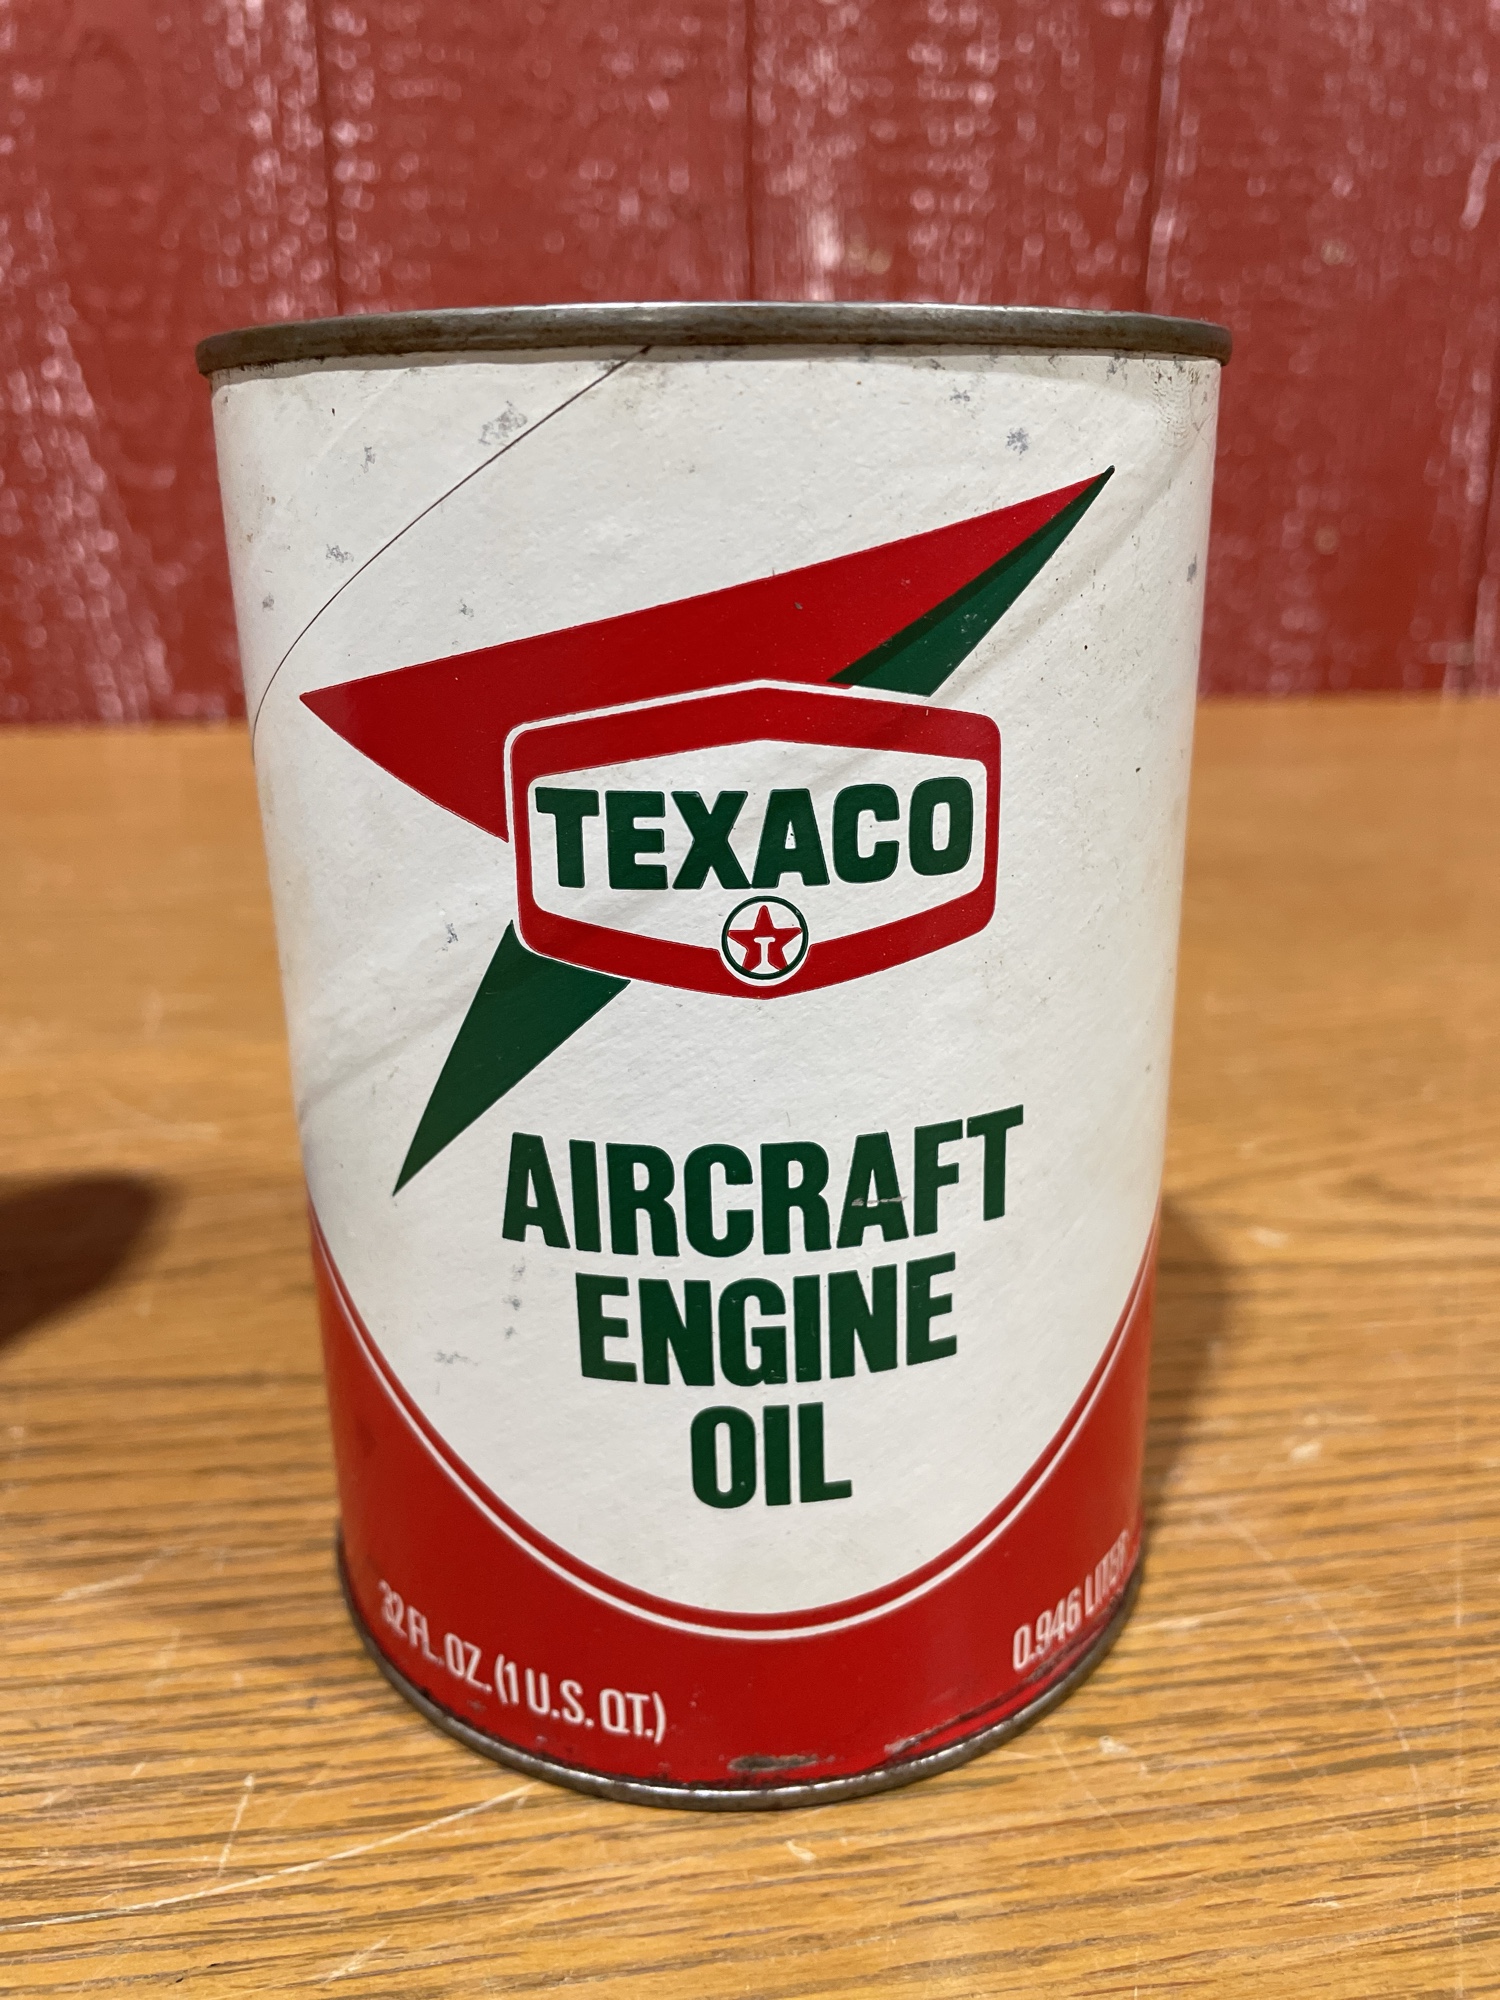 TEXACO
T
AIRCRAFT
ENGINE
OIL
32 FL. OZ. (1 U.S. QT.)
0.946 LITER